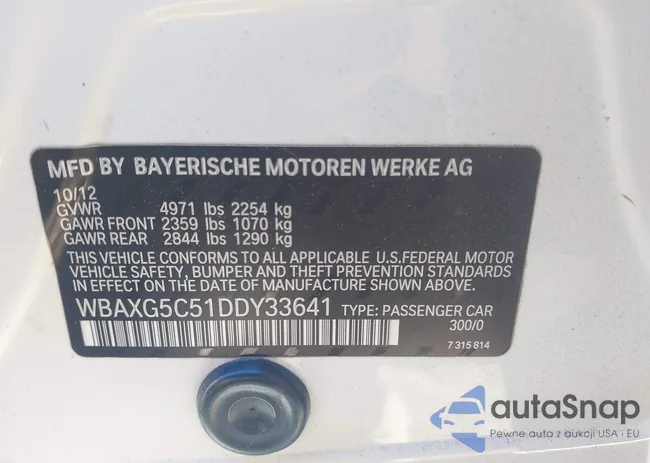 MFD BY BAYERISCHE MOTOREN WERKE AG
10/12
GVWR 4971 lbs 2254 kg
GAWR FRONT 2359 lbs 1070 kg
GAWR REAR 2844 lbs 1290 kg
THIS VEHICLE CONFORMS TO ALL APPLICABLE U.S.FEDERAL MOTOR
VEHICLE SAFETY, BUMPER AND THEFT PREVENTION STANDARDS
IN EFFECT ON THE DATE OF MANUFACTURE SHOWN ABOVE.
WBAXG5C51DDY33641 TYPE: PASSENGER CAR
300/0
7 315 814
autoSnap
Pewne auta z aukcji USA i EU